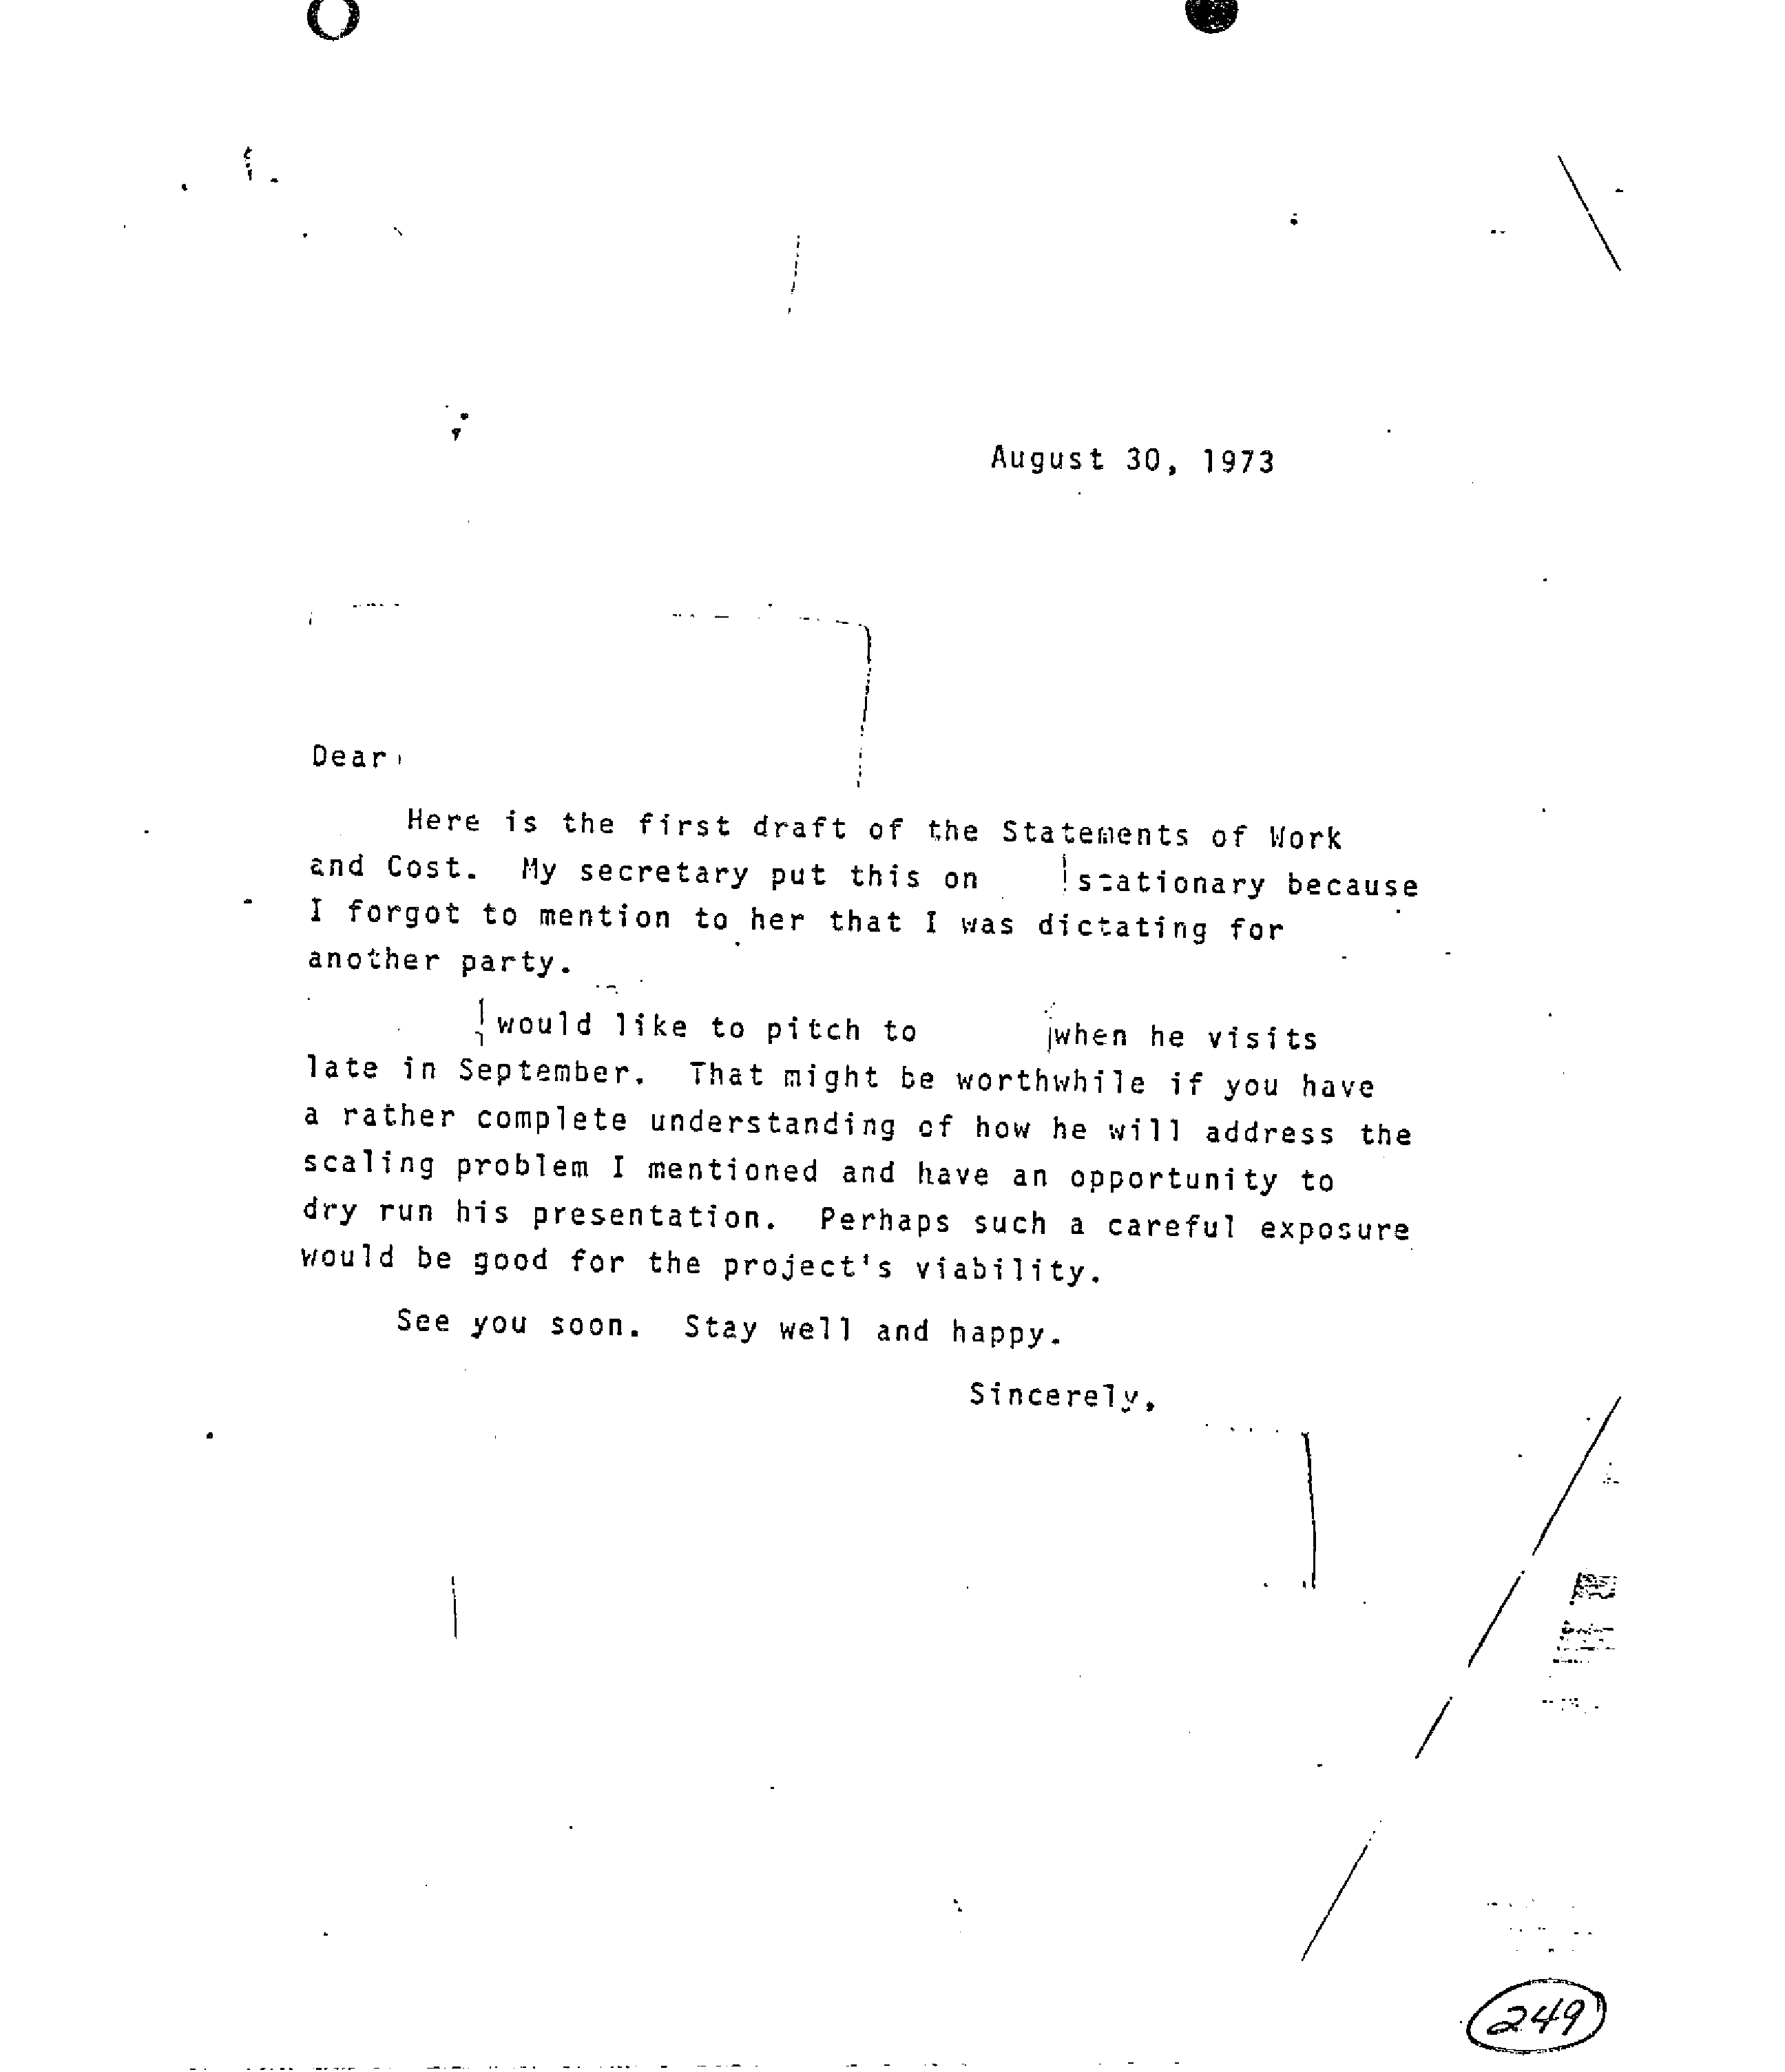 August 30, 1973
Dear
Here is the first draft of the Statements of Work
and Cost. My secretary put this on stationary because
I forgot to mention to her that I was dictating for
another party.
would like to pitch to when he visits
late in September. That might be worthwhile if you have
a rather complete understanding of how he will address the
scaling problem I mentioned and have an opportunity to
dry run his presentation. Perhaps such a careful exposure
would be good for the project's viability.
See you soon. Stay well and happy.
Sincerely,
249